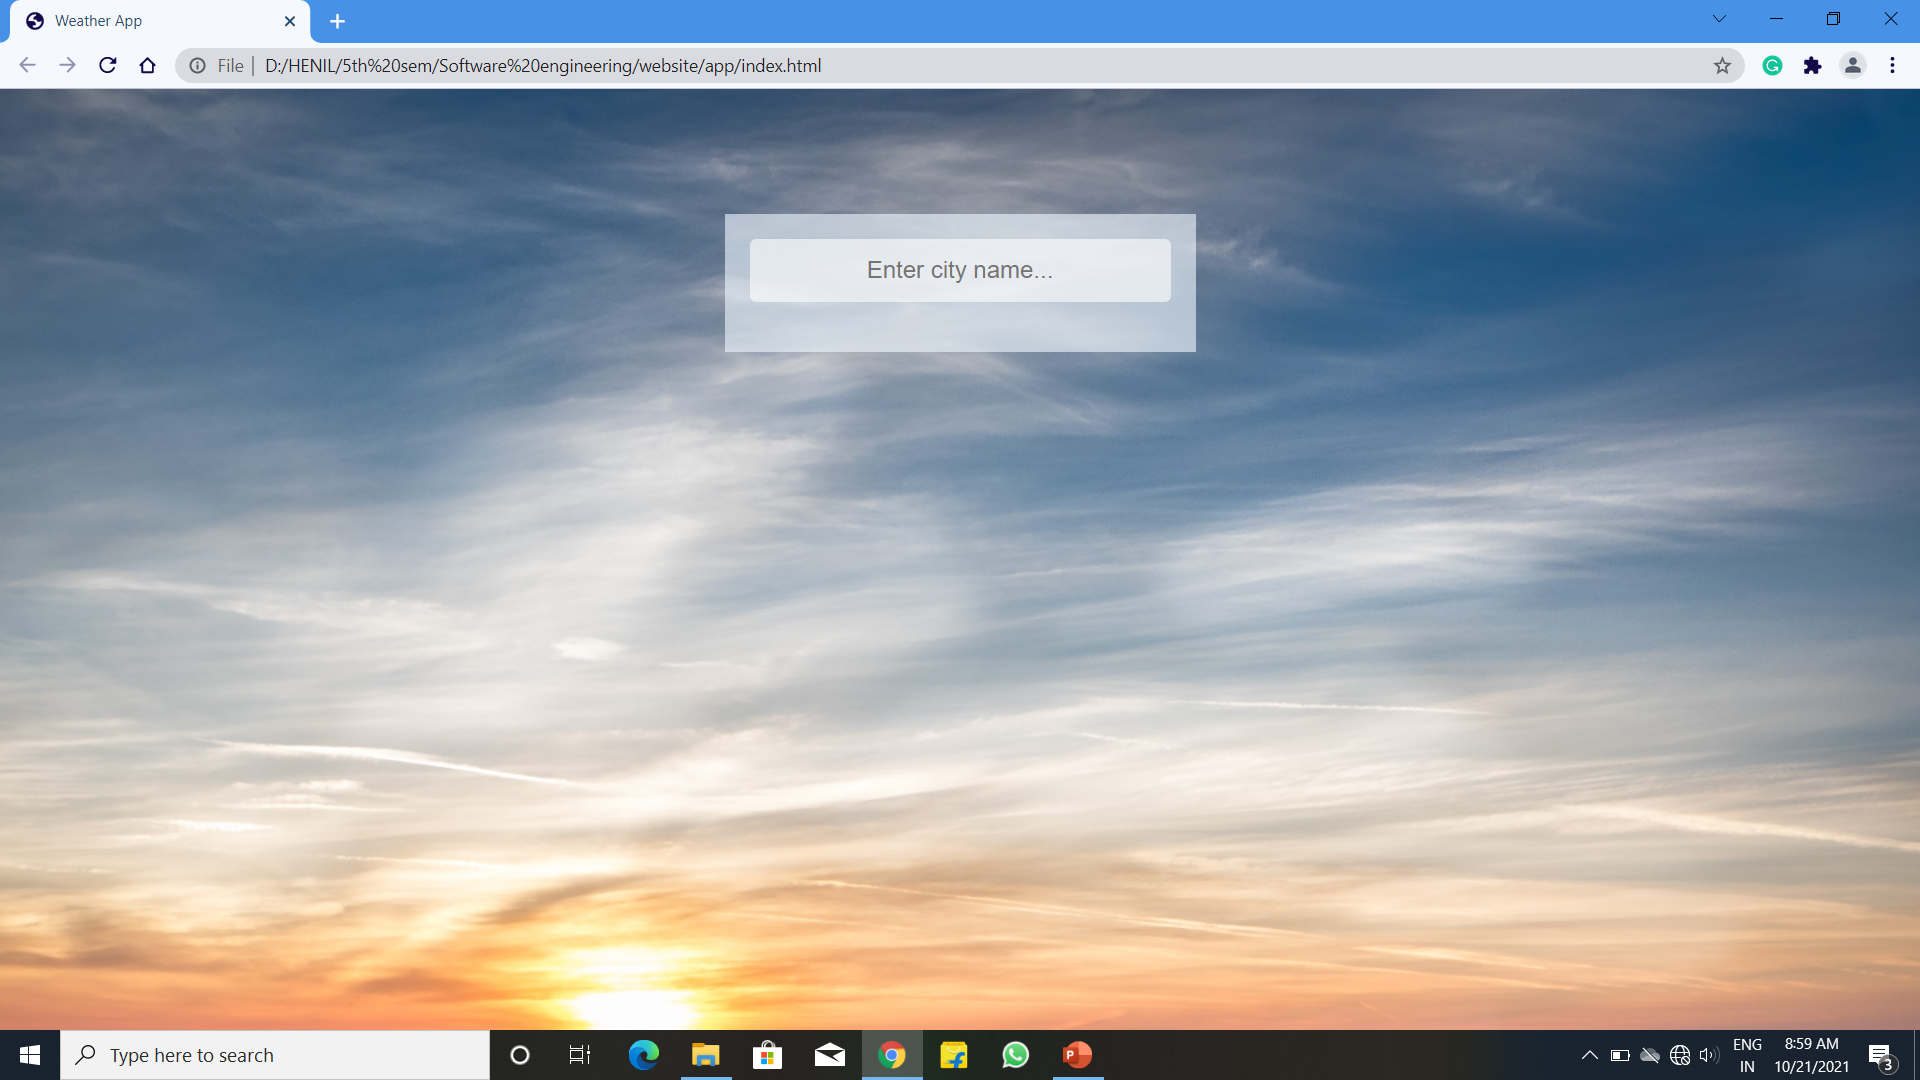 Weather App
File | D:/HENIL/5th%20sem/Software%20engineering/website/app/index.html
Enter city name...
Type here to search
ENG
IN
8:59 AM
10/21/2021
3